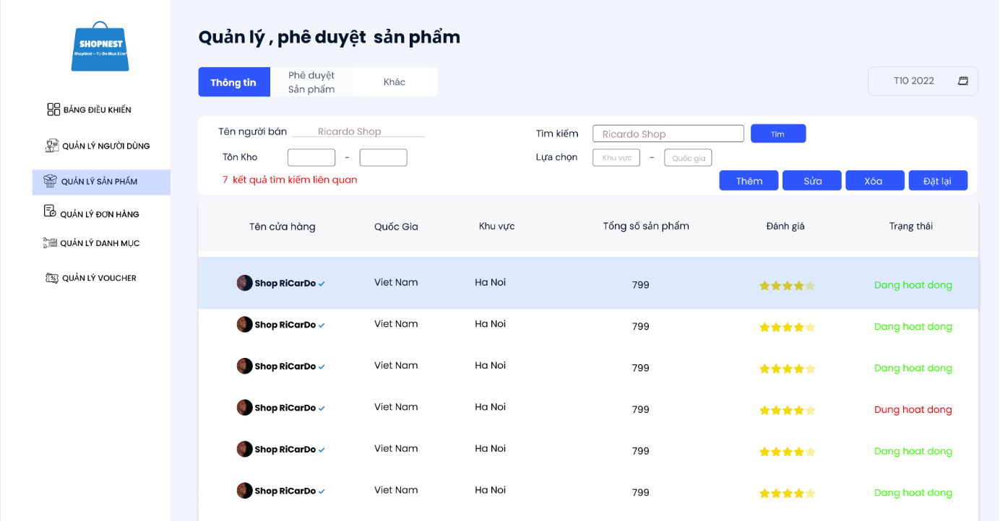 SHOPNEST
ShopNest – Tự Do Mua Sắm!
BẢNG ĐIỀU KHIỂN
QUẢN LÝ NGƯỜI DÙNG
QUẢN LÝ SẢN PHẨM
QUẢN LÝ ĐƠN HÀNG
QUẢN LÝ DANH MỤC
QUẢN LÝ VOUCHER
Quản lý , phê duyệt sản phẩm
Thông tin
Phê duyệt
Sản phẩm
Khác
T10 2022
Tên người bán Ricardo Shop
Tìm kiếm Ricardo Shop Tìm
Tồn Kho –
Lựa chọn Khu vực – Quốc gia
7 kết quả tìm kiếm liên quan
Thêm Sửa Xóa Đặt lại
Tên cửa hàng Quốc Gia Khu vực Tổng số sản phẩm Đánh giá Trạng thái
Shop RiCarDo Viet Nam Ha Noi 799 Dang hoat dong
Shop RiCarDo Viet Nam Ha Noi 799 Dang hoat dong
Shop RiCarDo Viet Nam Ha Noi 799 Dang hoat dong
Shop RiCarDo Viet Nam Ha Noi 799 Dung hoat dong
Shop RiCarDo Viet Nam Ha Noi 799 Dang hoat dong
Shop RiCarDo Viet Nam Ha Noi 799 Dang hoat dong